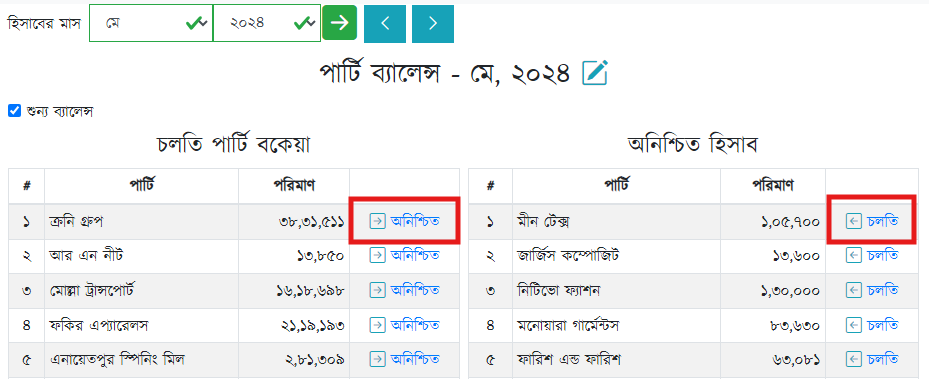 হিসাবের মাস মে ২০২৪
পার্টি ব্যালেন্স - মে, ২০২৪
শুন্য ব্যালেন্স
চলতি পার্টি বকেয়া
# পার্টি পরিমাণ
১ ক্রনি গ্রুপ ৩৮,৩১,৫১১ অনিশ্চিত
২ আর এন নীট ১৩,৮৫০ অনিশ্চিত
৩ মোল্লা ট্রান্সপোর্ট ১৬,১৮,৬৯৮ অনিশ্চিত
৪ ফকির এপ্যারেলস ২১,১৯,১৯৩ অনিশ্চিত
৫ এনায়েতপুর স্পিনিং মিল ২,৮১,৩০৯ অনিশ্চিত
অনিশ্চিত হিসাব
# পার্টি পরিমাণ
১ মীন টেক্স ১,০৫,৭০০ চলতি
২ জার্জিস কম্পোজিট ১৩,৬০০ চলতি
৩ নিটিভো ফ্যাশন ১,৩০,০০০ চলতি
৪ মনোয়ারা গার্মেন্টস ৮৩,৬৩০ চলতি
৫ ফারিশ এন্ড ফারিশ ৬৩,০৮১ চলতি